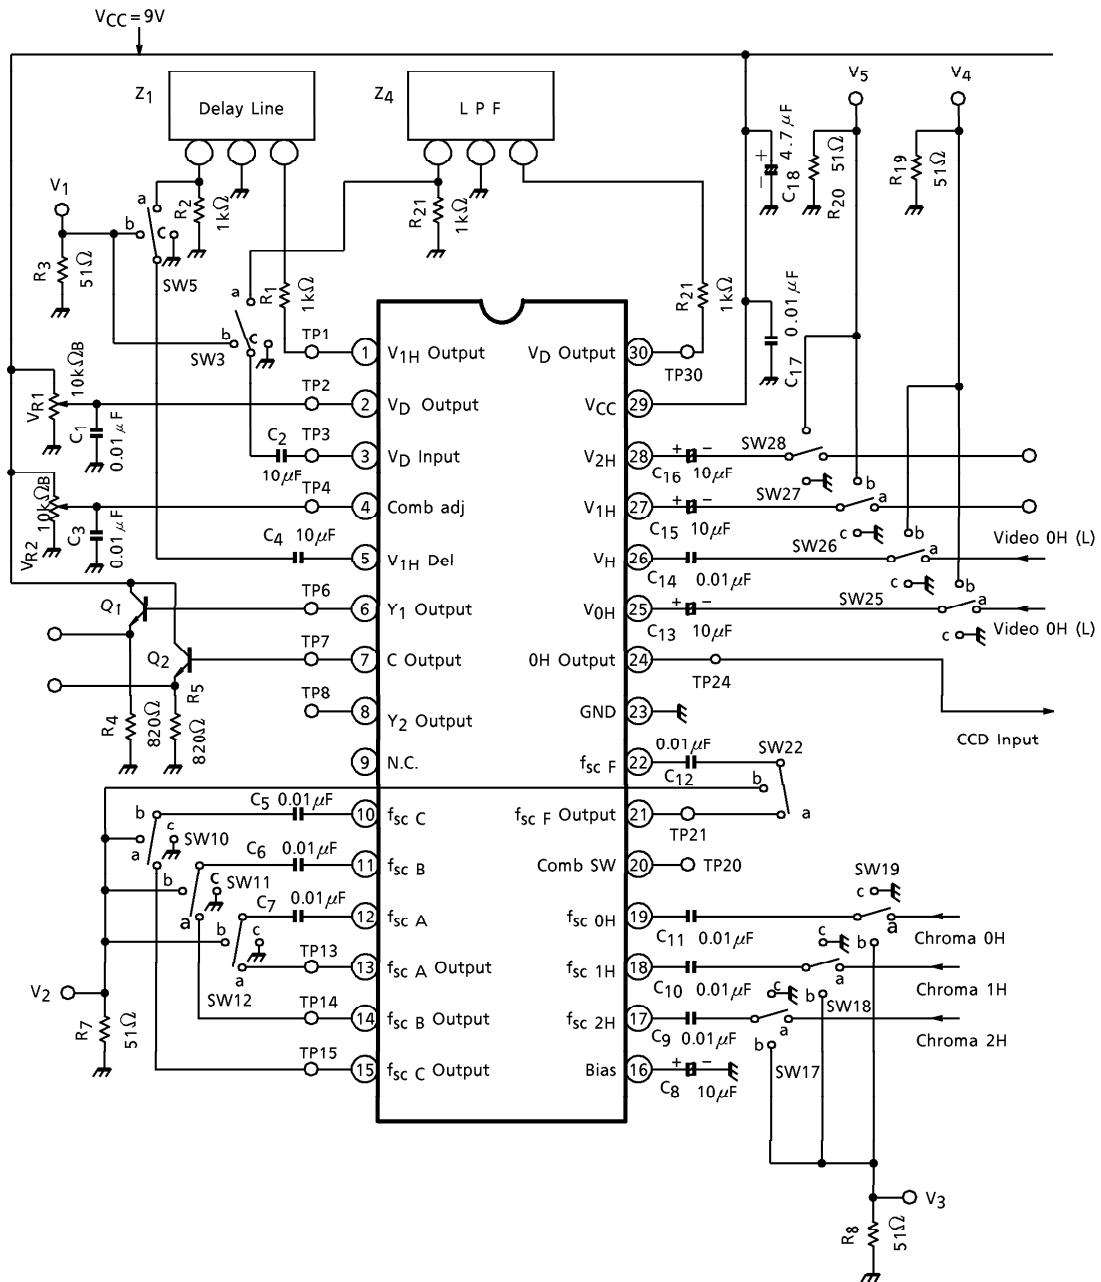 VCC = 9V
Z1
Delay Line
Z4
L P F
V5
V4
V1
R3
51Ω
a
b
c
SW5
R2
1kΩ
R21
1kΩ
C18
4.7 μF
+
−
R20
51Ω
R19
51Ω
a
b
c
SW3
R1
1kΩ
R21
1kΩ
C17
0.01 μF
TP1
1
V1H Output
VD Output
30
TP30
VR1
10kΩB
C1
0.01 μF
TP2
2
VD Output
VCC
29
C2
10μF
TP3
3
VD Input
V2H
28
C16
+
−
10μF
SW28
VR2
10kΩB
C3
0.01 μF
TP4
4
Comb adj
V1H
27
C15
+
−
10μF
SW27
b
a
c
C4
10μF
5
V1H Del
VH
26
C14
0.01μF
SW26
b
a
c
Video 0H (L)
Q1
TP6
6
Y1 Output
V0H
25
C13
+
−
10μF
SW25
b
a
c
Video 0H (L)
Q2
TP7
7
C Output
0H Output
24
TP24
CCD Input
R4
820Ω
R5
820Ω
TP8
8
Y2 Output
GND
23
9
N.C.
fsc F
22
0.01μF
C12
SW22
b
a
C5
0.01μF
10
fsc C
fsc F Output
21
TP21
b
a
c
SW10
C6
0.01μF
11
fsc B
Comb SW
20
TP20
b
a
c
SW11
C7
0.01μF
12
fsc A
fsc 0H
19
C11
0.01μF
SW19
c
a
b
Chroma 0H
b
a
c
SW12
TP13
13
fsc A Output
fsc 1H
18
C10
0.01μF
c
a
b
SW18
Chroma 1H
V2
R7
51Ω
TP14
14
fsc B Output
fsc 2H
17
C9
0.01μF
c
a
b
SW17
Chroma 2H
TP15
15
fsc C Output
Bias
16
C8
+
−
10μF
V3
R8
51Ω